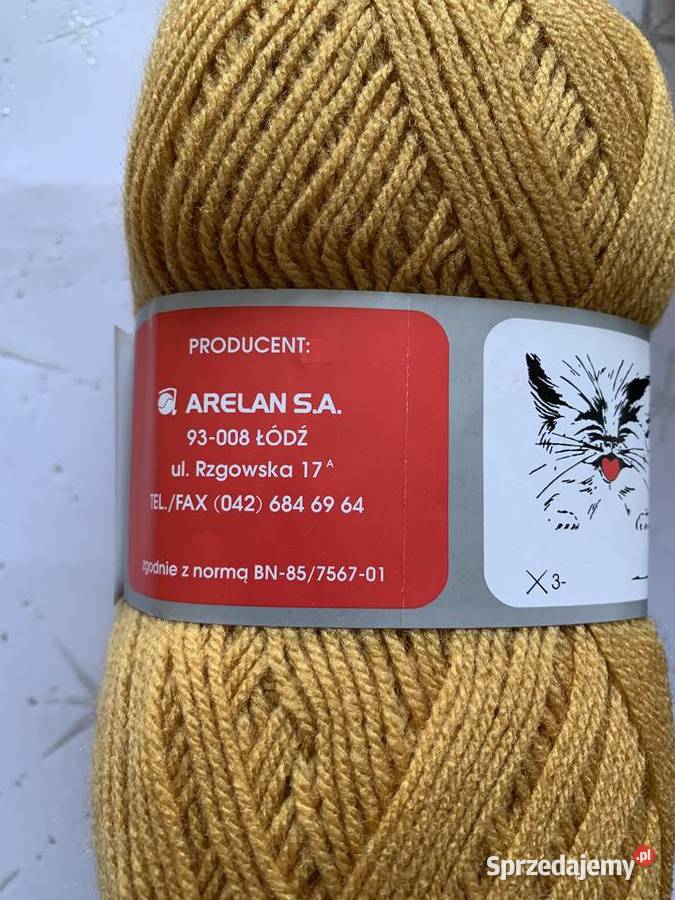 PRODUCENT:
ARELAN S.A.
93-008 ŁÓDŹ
ul. Rzgowska 17A
TEL./FAX (042) 684 69 64
zgodnie z normą BN-85/7567-01
3-
Sprzedajemy.pl